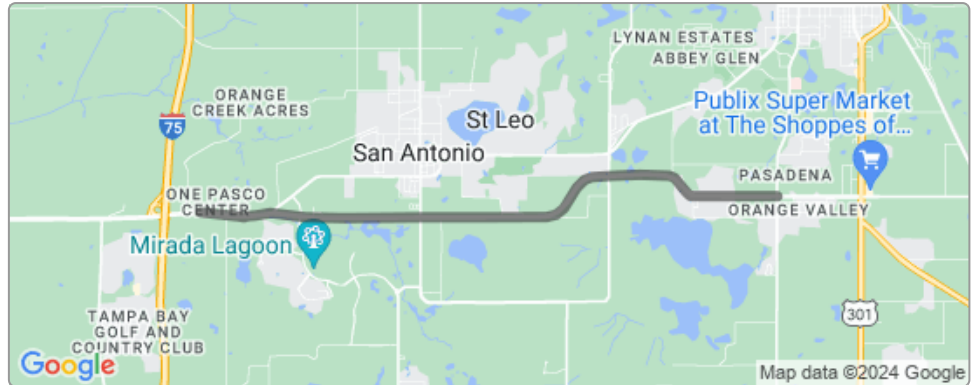 LYNAN ESTATES
ABBEY GLEN
ORANGE
CREEK ACRES
Publix Super Market
at The Shoppes of...
75
St Leo
San Antonio
PASADENA
ONE PASCO
CENTER
ORANGE VALLEY
Mirada Lagoon
TAMPA BAY
GOLF AND
COUNTRY CLUB
301
Google
Map data ©2024 Google